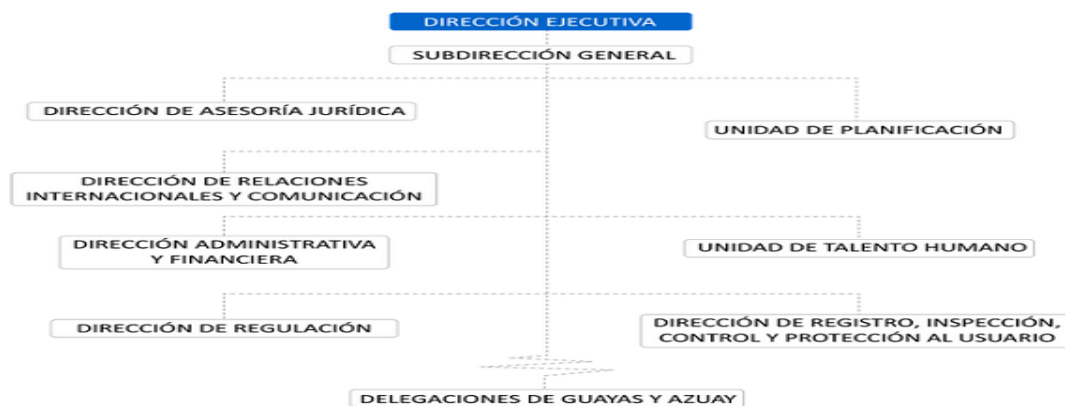 DIRECCIÓN EJECUTIVA
SUBDIRECCIÓN GENERAL
DIRECCIÓN DE ASESORÍA JURÍDICA
UNIDAD DE PLANIFICACIÓN
DIRECCIÓN DE RELACIONES
INTERNACIONALES Y COMUNICACIÓN
DIRECCIÓN ADMINISTRATIVA
Y FINANCIERA
UNIDAD DE TALENTO HUMANO
DIRECCIÓN DE REGULACIÓN
DIRECCIÓN DE REGISTRO, INSPECCIÓN,
CONTROL Y PROTECCIÓN AL USUARIO
DELEGACIONES DE GUAYAS Y AZUAY